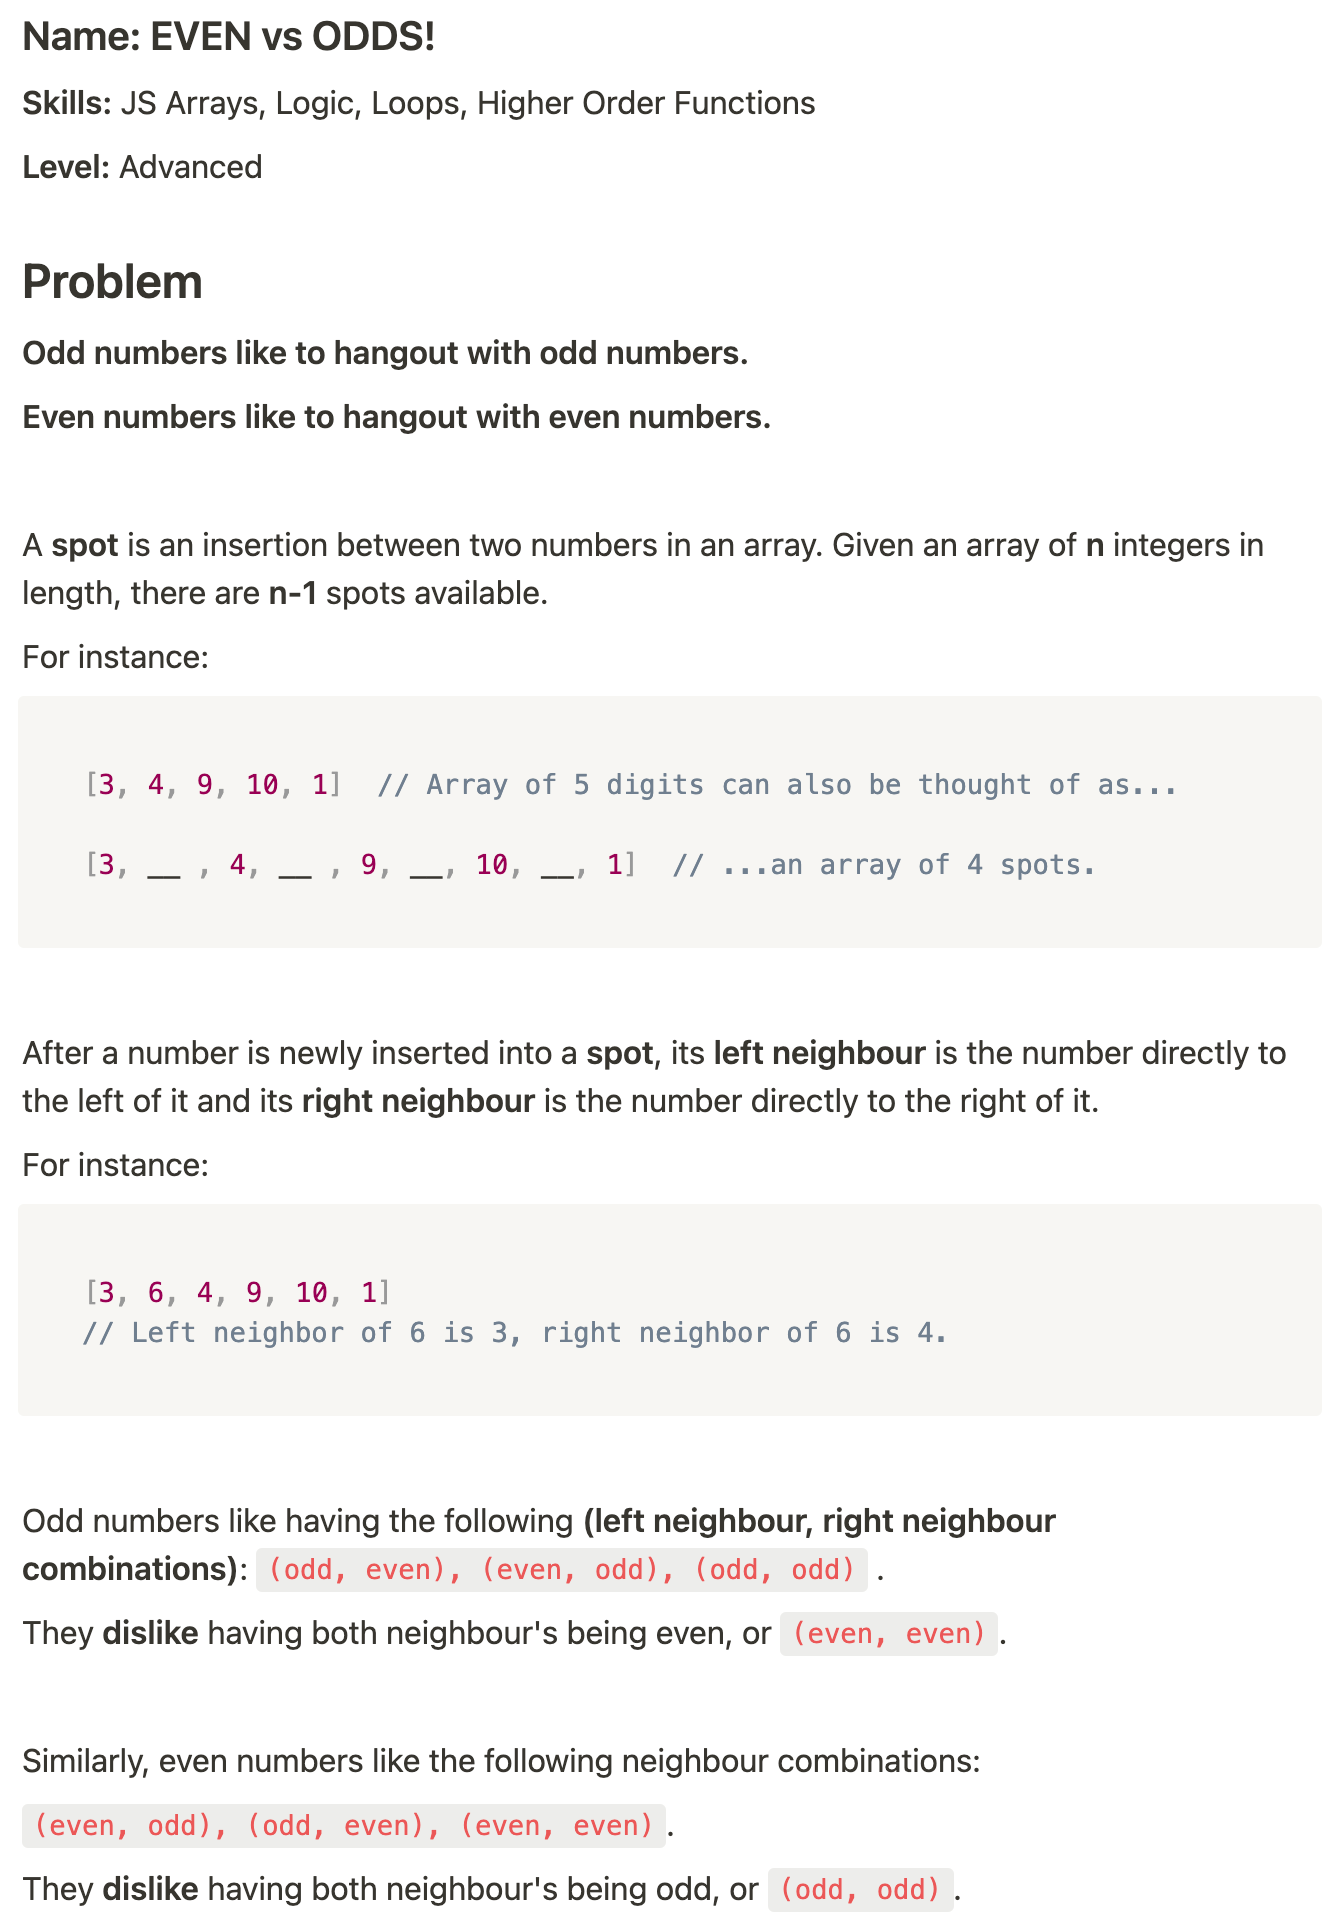 Name: EVEN vs ODDS!
Skills: JS Arrays, Logic, Loops, Higher Order Functions
Level: Advanced
Problem
Odd numbers like to hangout with odd numbers.
Even numbers like to hangout with even numbers.
A spot is an insertion between two numbers in an array. Given an array of n integers in
length, there are n-1 spots available.
For instance:
[3, 4, 9, 10, 1]  // Array of 5 digits can also be thought of as...
[3, __ , 4, __ , 9, __, 10, __, 1]  // ...an array of 4 spots.
After a number is newly inserted into a spot, its left neighbour is the number directly to
the left of it and its right neighbour is the number directly to the right of it.
For instance:
[3, 6, 4, 9, 10, 1]
// Left neighbor of 6 is 3, right neighbor of 6 is 4.
Odd numbers like having the following (left neighbour, right neighbour
combinations): (odd, even), (even, odd), (odd, odd) .
They dislike having both neighbour's being even, or (even, even).
Similarly, even numbers like the following neighbour combinations:
(even, odd), (odd, even), (even, even).
They dislike having both neighbour's being odd, or (odd, odd).